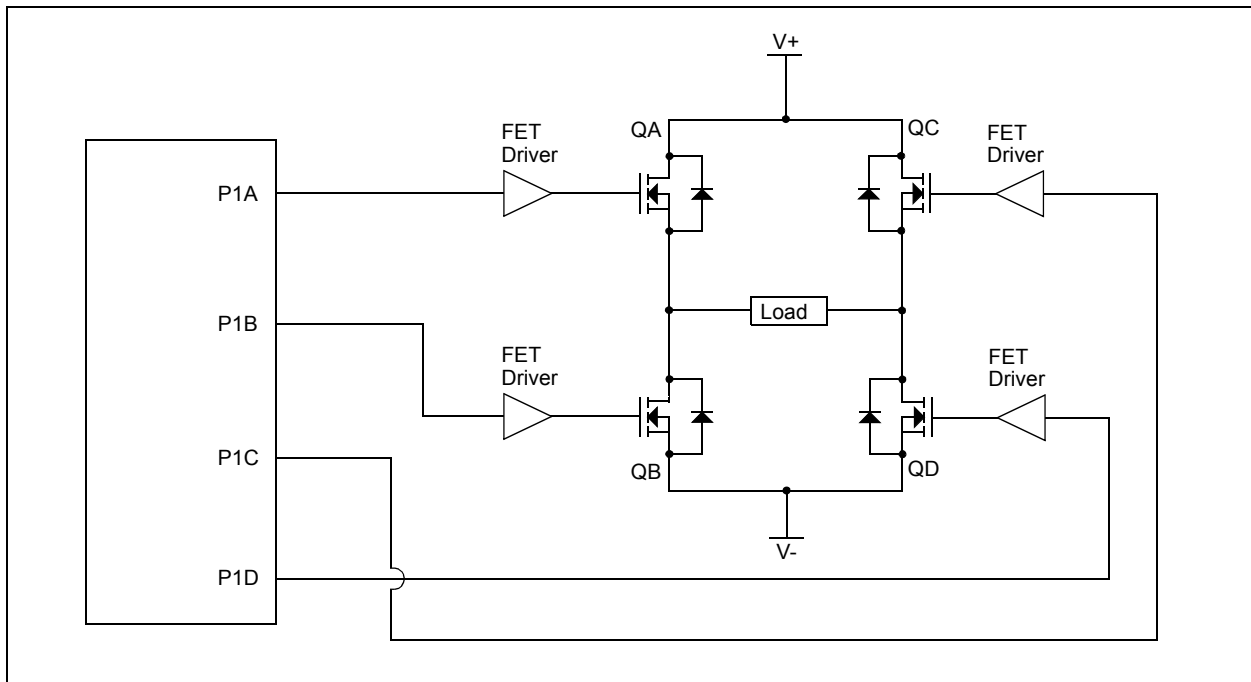 V+
QA
QC
FET
Driver
FET
Driver
P1A
P1B
Load
FET
Driver
FET
Driver
P1C
QB
QD
V-
P1D